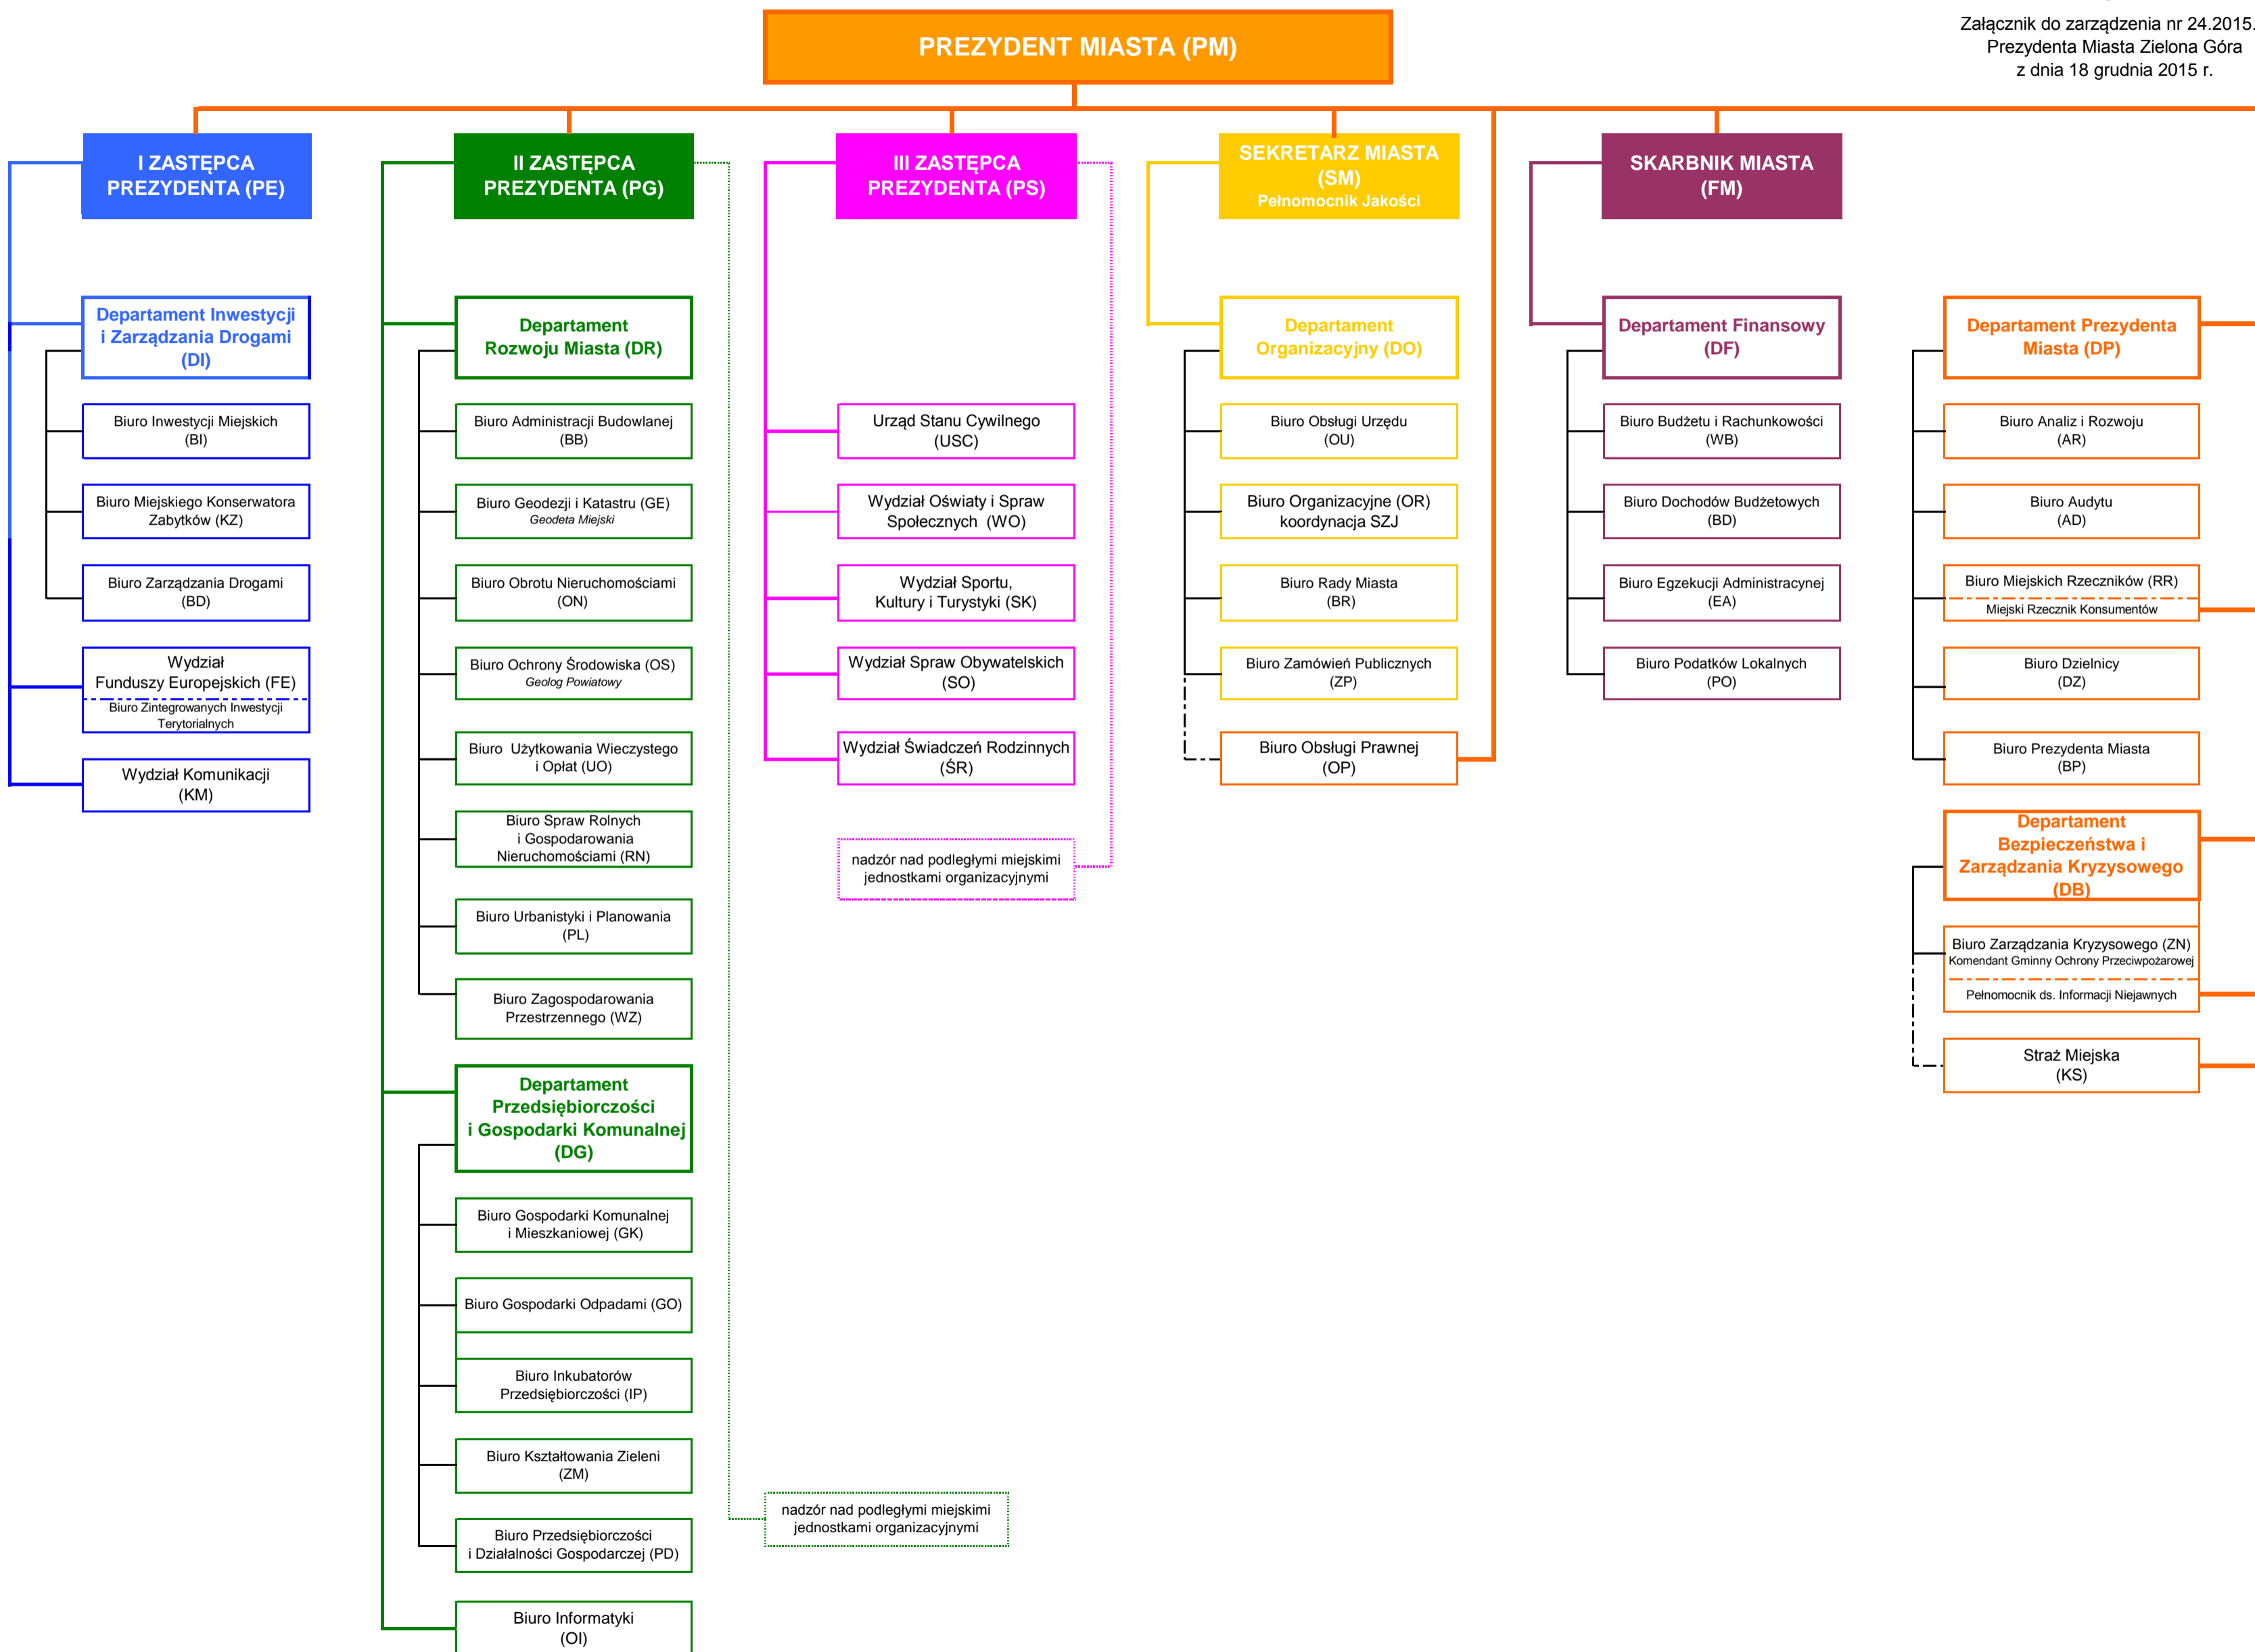 Załącznik do zarządzenia nr 24.2015.
Prezydenta Miasta Zielona Góra
z dnia 18 grudnia 2015 r.
PREZYDENT MIASTA (PM)
I ZASTĘPCA
PREZYDENTA (PE)
II ZASTĘPCA
PREZYDENTA (PG)
III ZASTĘPCA
PREZYDENTA (PS)
SEKRETARZ MIASTA
(SM)
Pełnomocnik Jakości
SKARBNIK MIASTA
(FM)
Departament Inwestycji
i Zarządzania Drogami
(DI)
Biuro Inwestycji Miejskich
(BI)
Biuro Miejskiego Konserwatora
Zabytków (KZ)
Biuro Zarządzania Drogami
(BD)
Wydział
Funduszy Europejskich (FE)
Biuro Zintegrowanych Inwestycji
Terytorialnych
Wydział Komunikacji
(KM)
Departament
Rozwoju Miasta (DR)
Biuro Administracji Budowlanej
(BB)
Biuro Geodezji i Katastru (GE)
Geodeta Miejski
Biuro Obrotu Nieruchomościami
(ON)
Biuro Ochrony Środowiska (OS)
Geolog Powiatowy
Biuro  Użytkowania Wieczystego
i Opłat (UO)
Biuro Spraw Rolnych
i Gospodarowania
Nieruchomościami (RN)
Biuro Urbanistyki i Planowania
(PL)
Biuro Zagospodarowania
Przestrzennego (WZ)
Departament
Przedsiębiorczości
i Gospodarki Komunalnej
(DG)
Biuro Gospodarki Komunalnej
i Mieszkaniowej (GK)
Biuro Gospodarki Odpadami (GO)
Biuro Inkubatorów
Przedsiębiorczości (IP)
Biuro Kształtowania Zieleni
(ZM)
Biuro Przedsiębiorczości
i Działalności Gospodarczej (PD)
Biuro Informatyki
(OI)
Urząd Stanu Cywilnego
(USC)
Wydział Oświaty i Spraw
Społecznych  (WO)
Wydział Sportu,
Kultury i Turystyki (SK)
Wydział Spraw Obywatelskich
(SO)
Wydział Świadczeń Rodzinnych
(ŚR)
nadzór nad podległymi miejskimi
jednostkami organizacyjnymi
nadzór nad podległymi miejskimi
jednostkami organizacyjnymi
Departament
Organizacyjny (DO)
Biuro Obsługi Urzędu
(OU)
Biuro Organizacyjne (OR)
koordynacja SZJ
Biuro Rady Miasta
(BR)
Biuro Zamówień Publicznych
(ZP)
Biuro Obsługi Prawnej
(OP)
Departament Finansowy
(DF)
Biuro Budżetu i Rachunkowości
(WB)
Biuro Dochodów Budżetowych
(BD)
Biuro Egzekucji Administracynej
(EA)
Biuro Podatków Lokalnych
(PO)
Departament Prezydenta
Miasta (DP)
Biuro Analiz i Rozwoju
(AR)
Biuro Audytu
(AD)
Biuro Miejskich Rzeczników (RR)
Miejski Rzecznik Konsumentów
Biuro Dzielnicy
(DZ)
Biuro Prezydenta Miasta
(BP)
Departament
Bezpieczeństwa i
Zarządzania Kryzysowego
(DB)
Biuro Zarządzania Kryzysowego (ZN)
Komendant Gminny Ochrony Przeciwpożarowej
Pełnomocnik ds. Informacji Niejawnych
Straż Miejska
(KS)